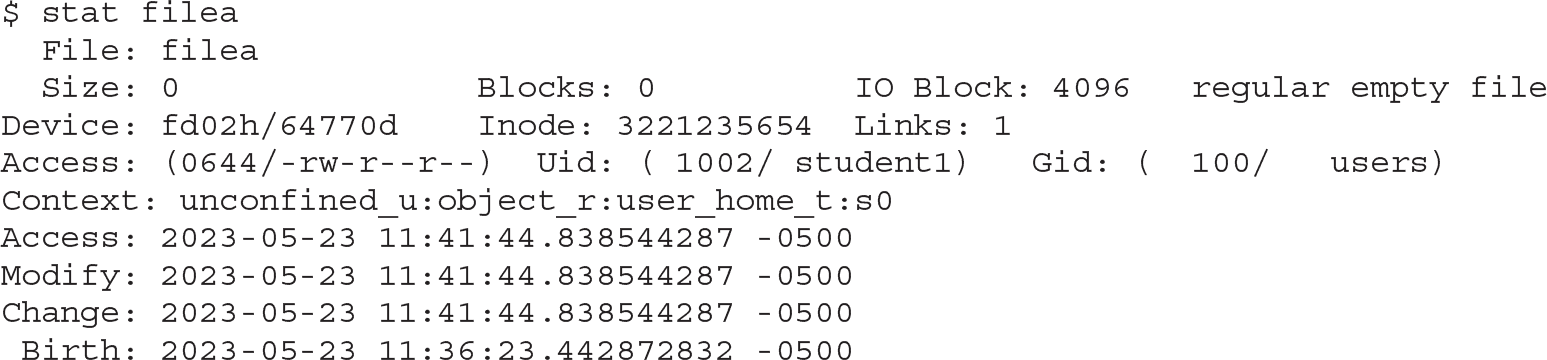 $ stat filea
  File: filea
  Size: 0               Blocks: 0          IO Block: 4096   regular empty file
Device: fd02h/64770d    Inode: 3221235654  Links: 1
Access: (0644/-rw-r--r--)  Uid: ( 1002/ student1)   Gid: (  100/   users)
Context: unconfined_u:object_r:user_home_t:s0
Access: 2023-05-23 11:41:44.838544287 -0500
Modify: 2023-05-23 11:41:44.838544287 -0500
Change: 2023-05-23 11:41:44.838544287 -0500
 Birth: 2023-05-23 11:36:23.442872832 -0500